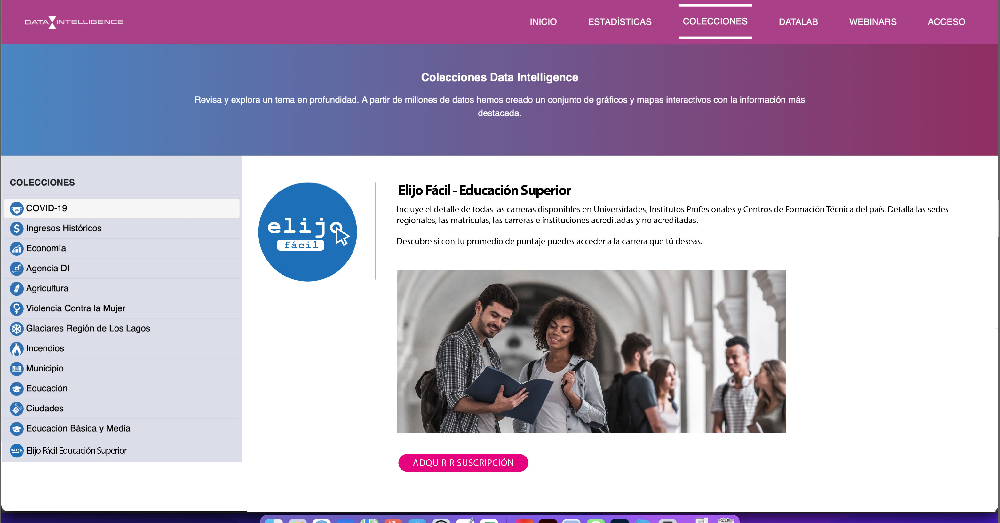 DATA INTELLIGENCE
INICIO
ESTADÍSTICAS
COLECCIONES
DATALAB
WEBINARS
ACCESO
Colecciones Data Intelligence
Revisa y explora un tema en profundidad. A partir de millones de datos hemos creado un conjunto de gráficos y mapas interactivos con la información más
destacada.
COLECCIONES
COVID-19
Ingresos Históricos
Economía
di
agencia
Agencia DI
Agricultura
Violencia Contra la Mujer
Glaciares Región de Los Lagos
Incendios
Municipio
Educación
Ciudades
Educación Básica y Media
elijo
Elijo Fácil Educación Superior
elijo
fácil
Elijo Fácil - Educación Superior
Incluye el detalle de todas las carreras disponibles en Universidades, Institutos Profesionales y Centros de Formación Técnica del país. Detalla las sedes
regionales, las matrículas, las carreras e instituciones acreditadas y no acreditadas.
Descubre si con tu promedio de puntaje puedes acceder a la carrera que tú deseas.
ADQUIRIR SUSCRIPCIÓN
ENE